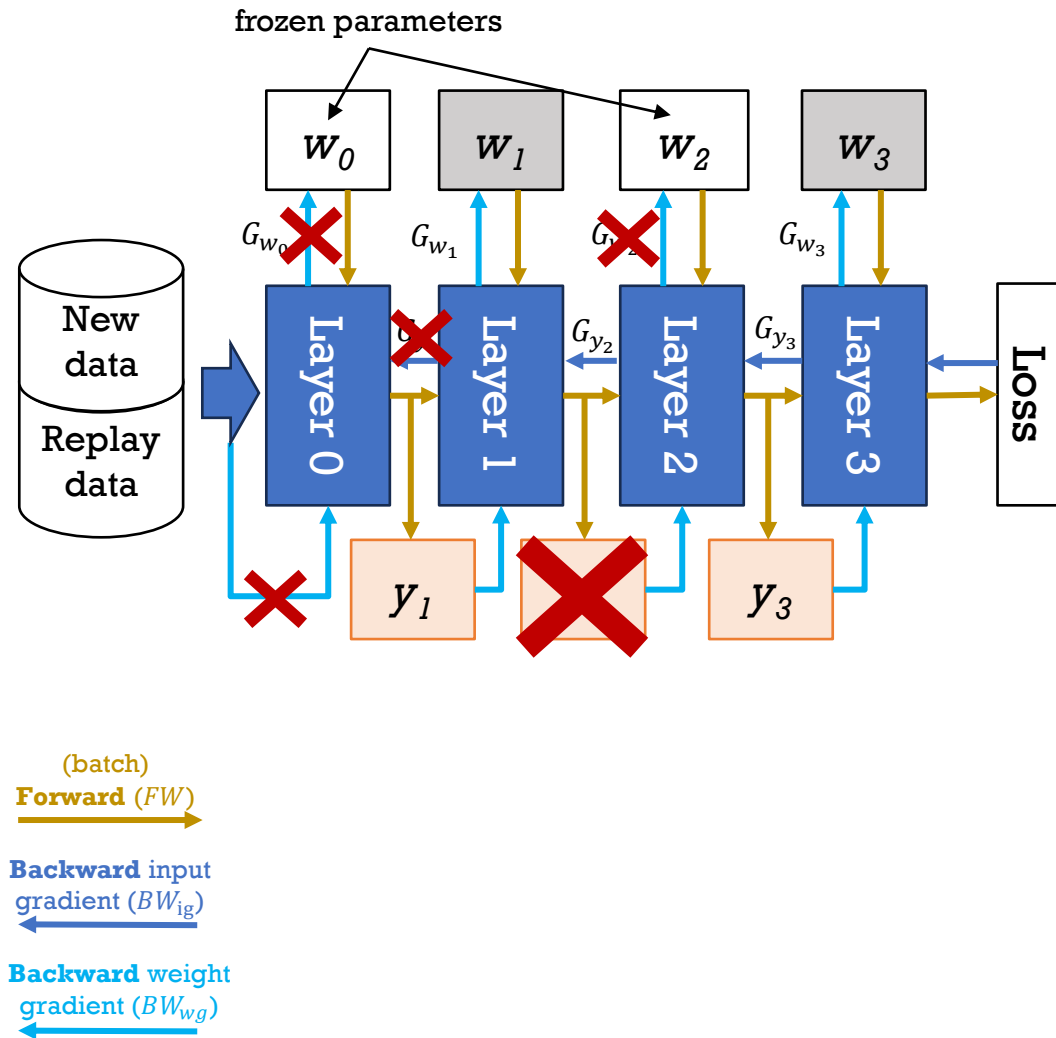 frozen parameters
w0
w1
w2
w3
Gw0
Gw1
Gw3
New
data
Replay
data
Layer 0
Layer 1
Layer 2
Layer 3
Loss
Gy2
Gy3
y1
y3
(batch)
Forward (FW)
Backward input
gradient (BWig)
Backward weight
gradient (BWwg)